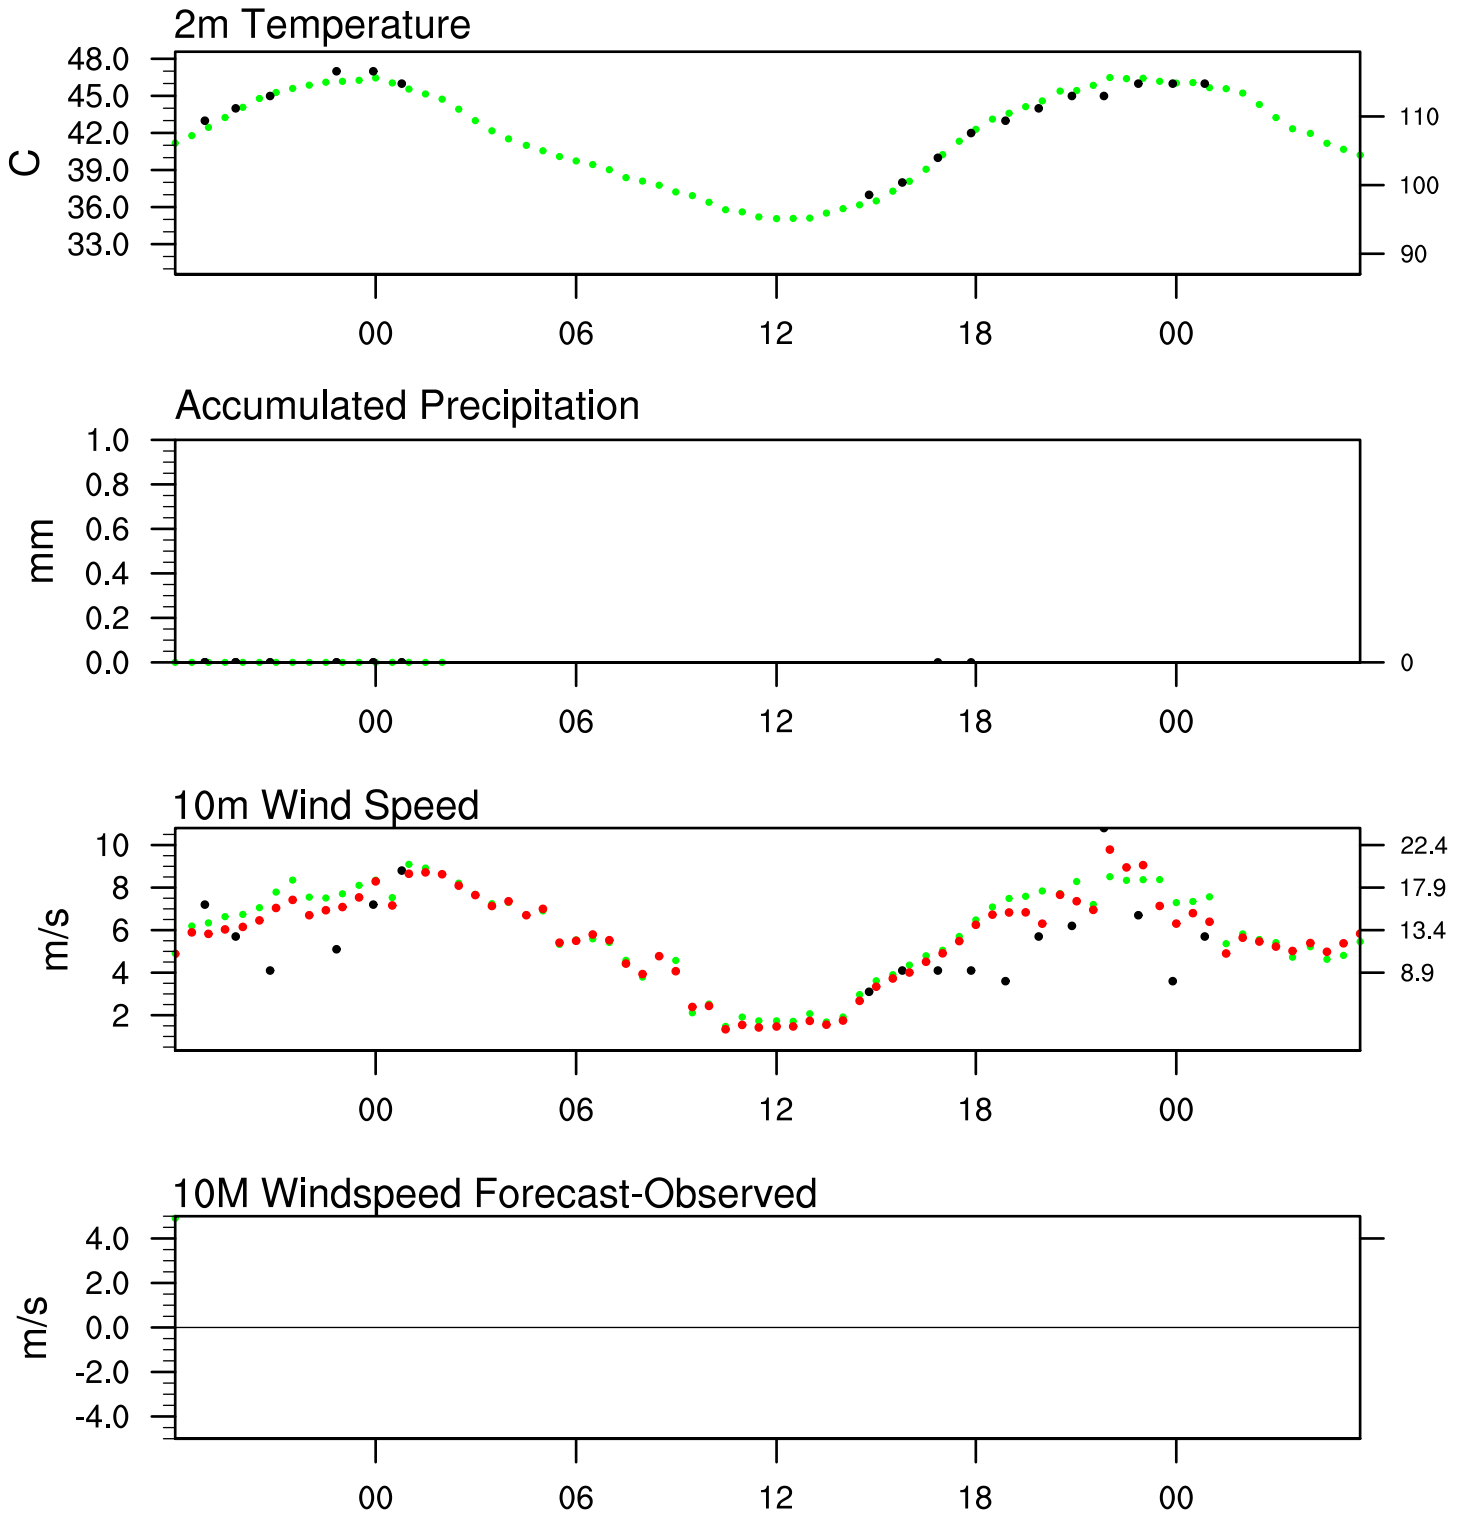 2m Temperature
48.0
45.0
42.0
39.0
36.0
33.0
C
110
100
90
00 06 12 18 00
Accumulated Precipitation
1.0
0.8
0.6
0.4
0.2
0.0
mm
0
00 06 12 18 00
10m Wind Speed
10
8
6
4
2
m/s
22.4
17.9
13.4
8.9
00 06 12 18 00
10M Windspeed Forecast-Observed
4.0
2.0
0.0
-2.0
-4.0
m/s
00 06 12 18 00